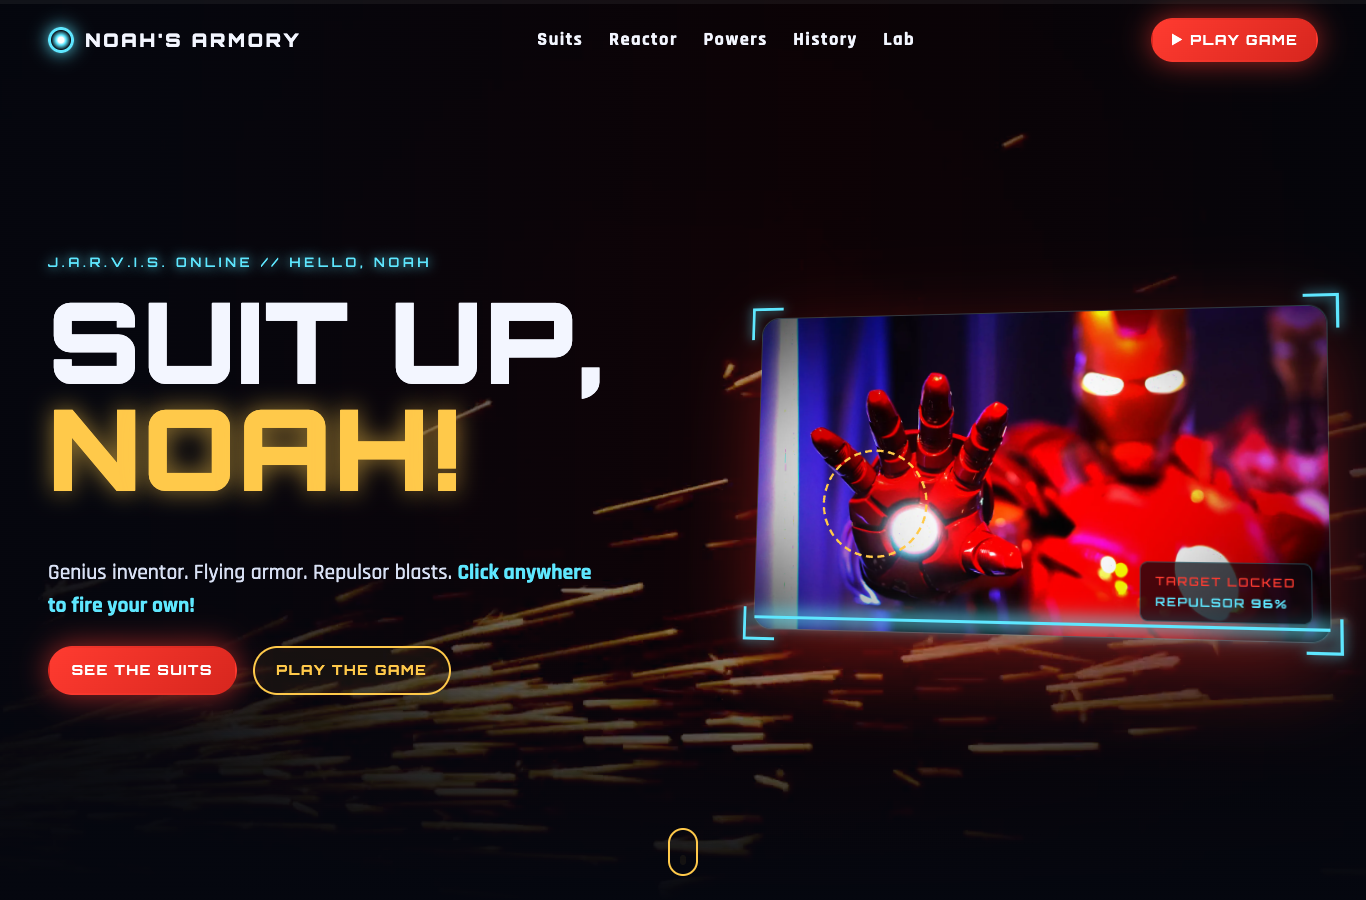 NOAH'S ARMORY
Suits Reactor Powers History Lab
PLAY GAME
J.A.R.V.I.S. ONLINE // HELLO, NOAH
SUIT UP,
NOAH!
Genius inventor. Flying armor. Repulsor blasts. Click anywhere
to fire your own!
SEE THE SUITS
PLAY THE GAME
TARGET LOCKED
REPULSOR 96%